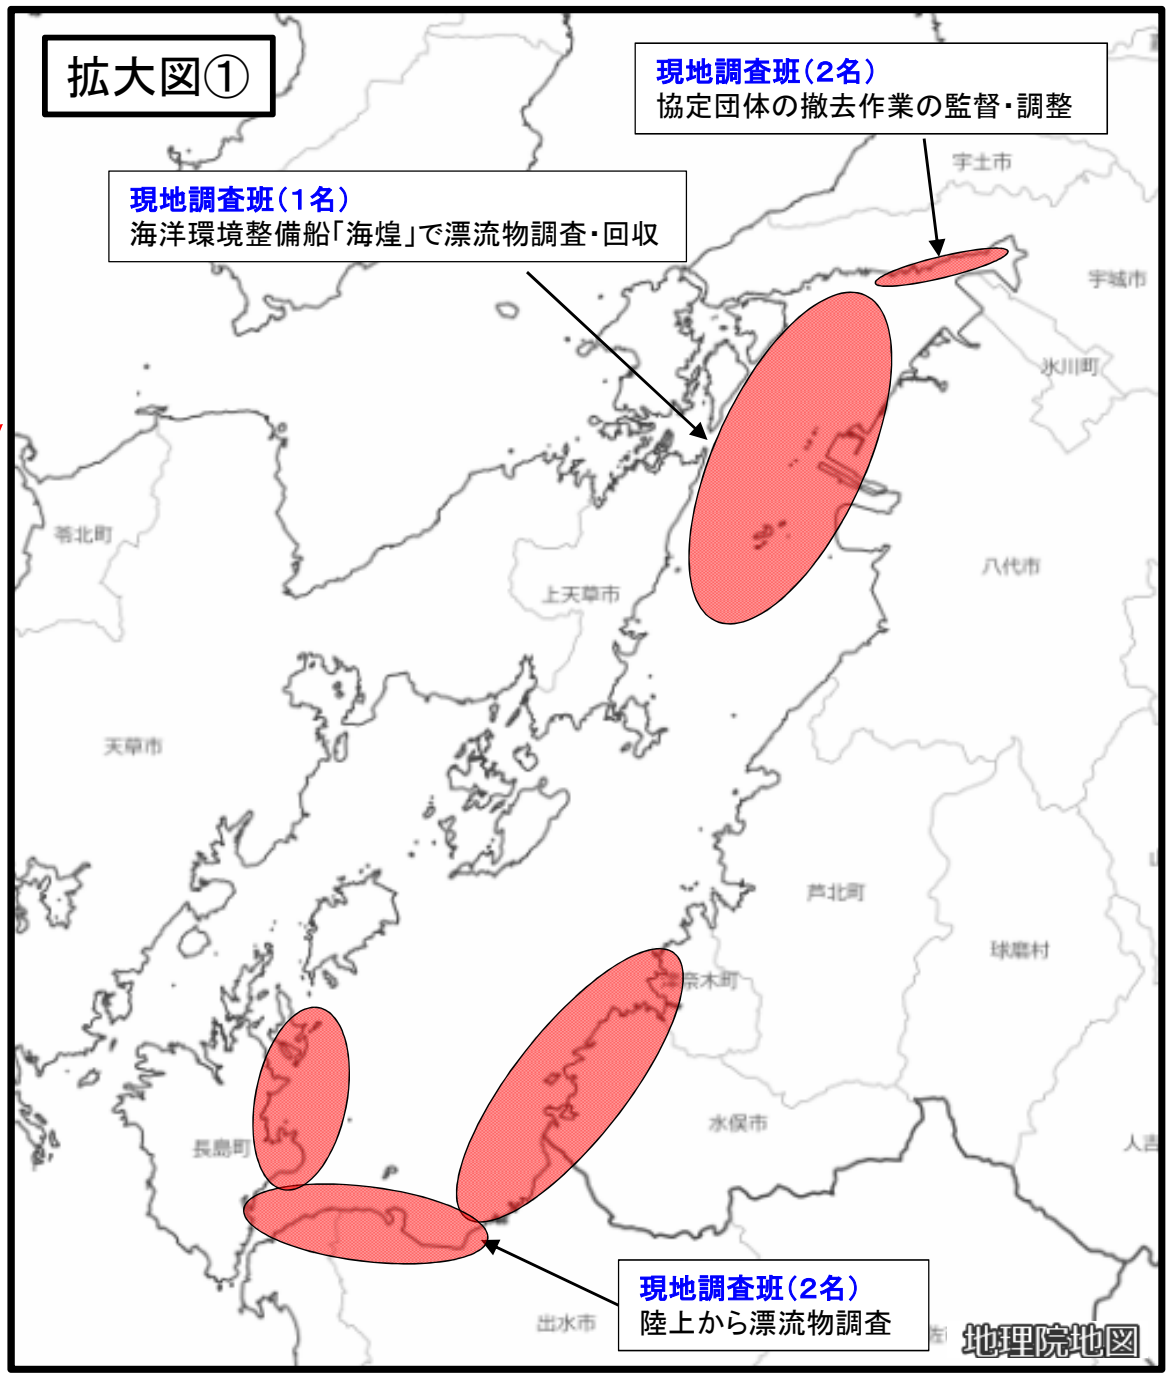 拡大図①
現地調査班(2名)
協定団体の撤去作業の監督・調整
宇土市
現地調査班(1名)
海洋環境整備船「海煌」で漂流物調査・回収
宇城市
氷川町
苓北町
八代市
上天草市
天草市
芦北町
球磨村
津奈木町
水俣市
長島町
人吉
現地調査班(2名)
陸上から漂流物調査
出水市
地理院地図